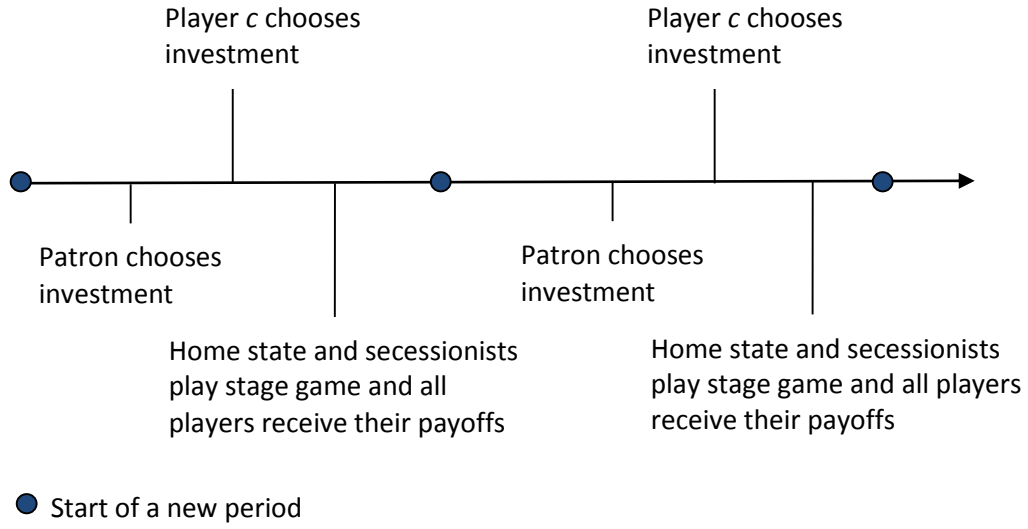 Player c chooses
investment
Player c chooses
investment
Patron chooses
investment
Patron chooses
investment
Home state and secessionists
play stage game and all
players receive their payoffs
Home state and secessionists
play stage game and all players
receive their payoffs
Start of a new period